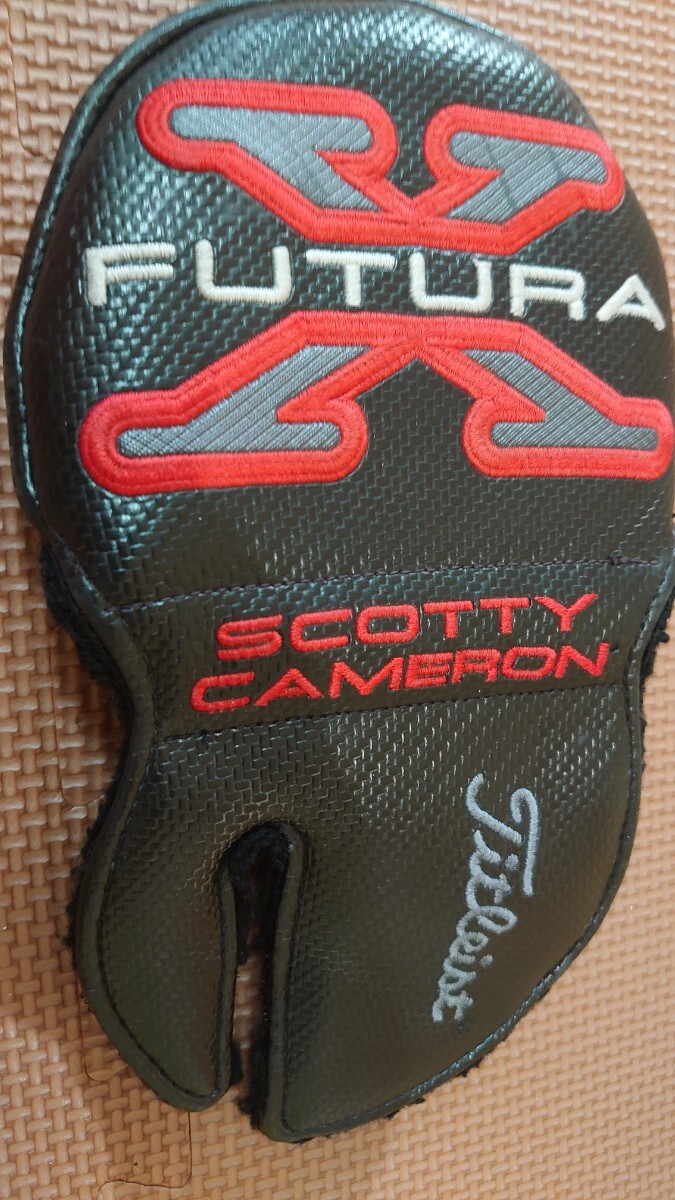 X
FUTURA
SCOTTY
CAMERON
Titleist